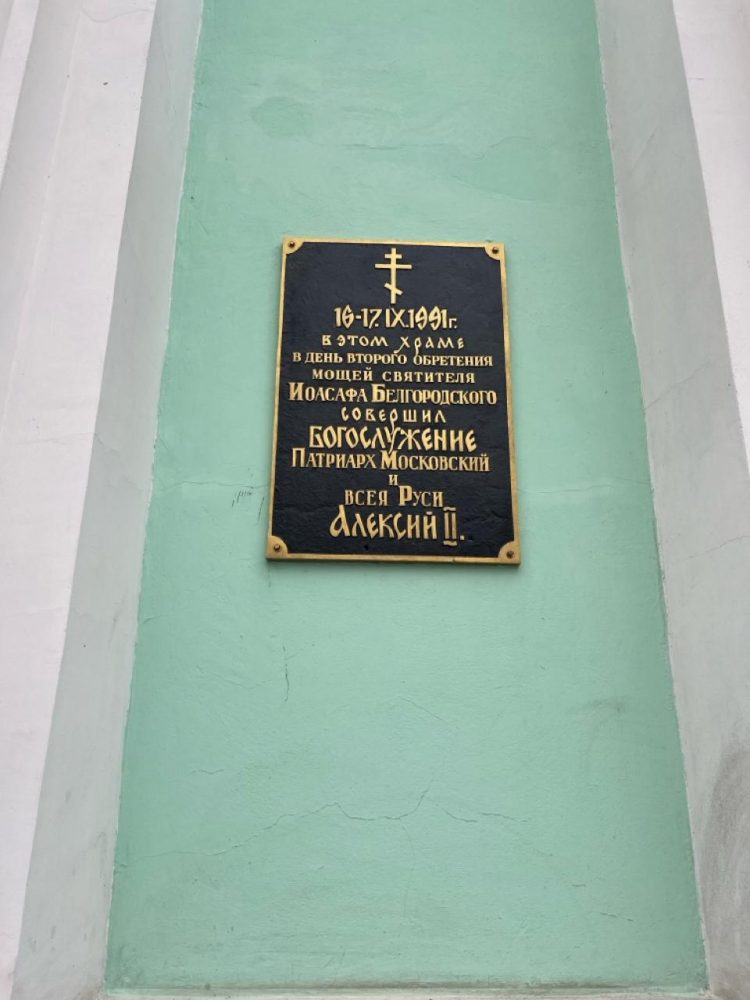 16-17.IX.1991г.
в этом храме
в день второго обретения
мощей святителя
Иоасафа Белгородского
совершил
Богослужение
Патриарх Московский
и
всея Руси
Алексий II.